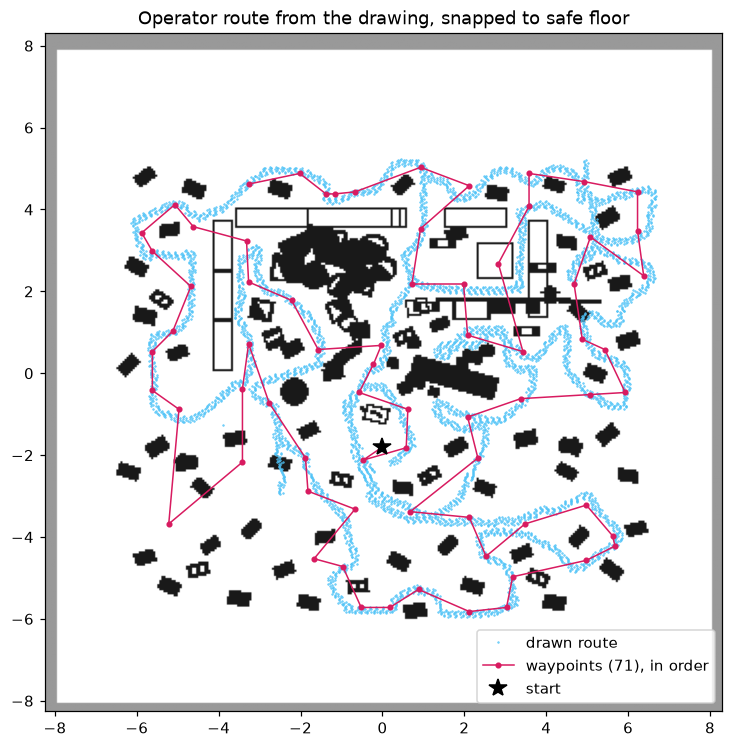 Operator route from the drawing, snapped to safe floor
8
6
4
2
0
−2
−4
−6
−8
−8 −6 −4 −2 0 2 4 6 8
drawn route
waypoints (71), in order
start